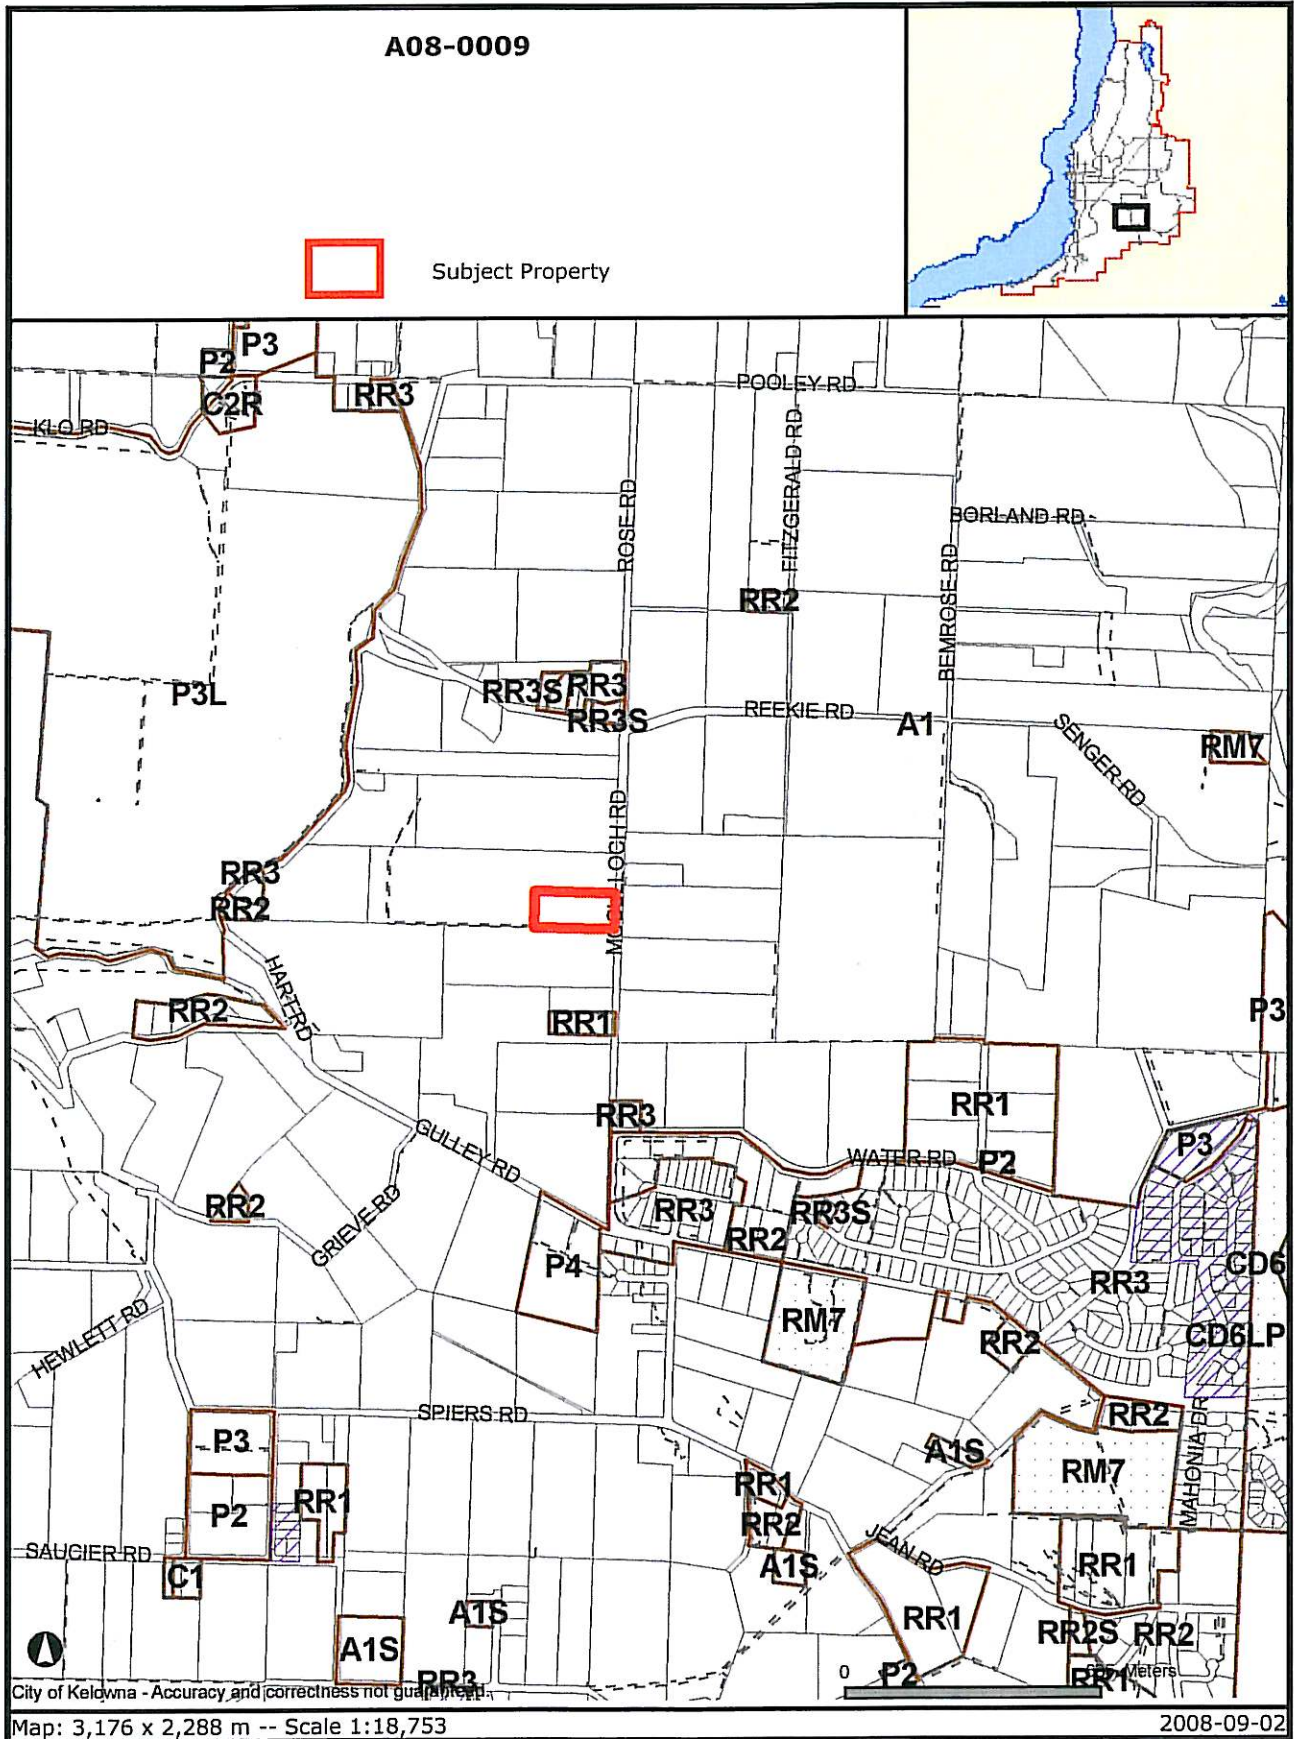 A08-0009
Subject Property
P3
P2
C2R
RR3
POOLEY RD
KLO RD
ROSE RD
FITZGERALD RD
BORLAND RD
BEMROSE RD
RR2
P3L
RR3S
RR3
RR3S
REEKIE RD
A1
SENGER RD
RM7
RR3
RR2
HART RD
RR2
RR1
P3
RR3
RR1
GULLEY RD
WATER RD
P2
P3
RR2
GRIEVE RD
RR3
RR2
RR3S
P4
RR3
CD6
RM7
RR2
CD6LP
HEWLETT RD
SPIERS RD
RR2
MAHONIA DR
P3
A1S
RM7
RR1
RR1
P2
RR2
JEAN RD
SAUCIER RD
C1
A1S
RR1
A1S
RR1
A1S
RR2S
RR2
RR3
0
P2
RR1
Meters
City of Kelowna - Accuracy and correctness not guaranteed.
Map: 3,176 x 2,288 m -- Scale 1:18,753
2008-09-02